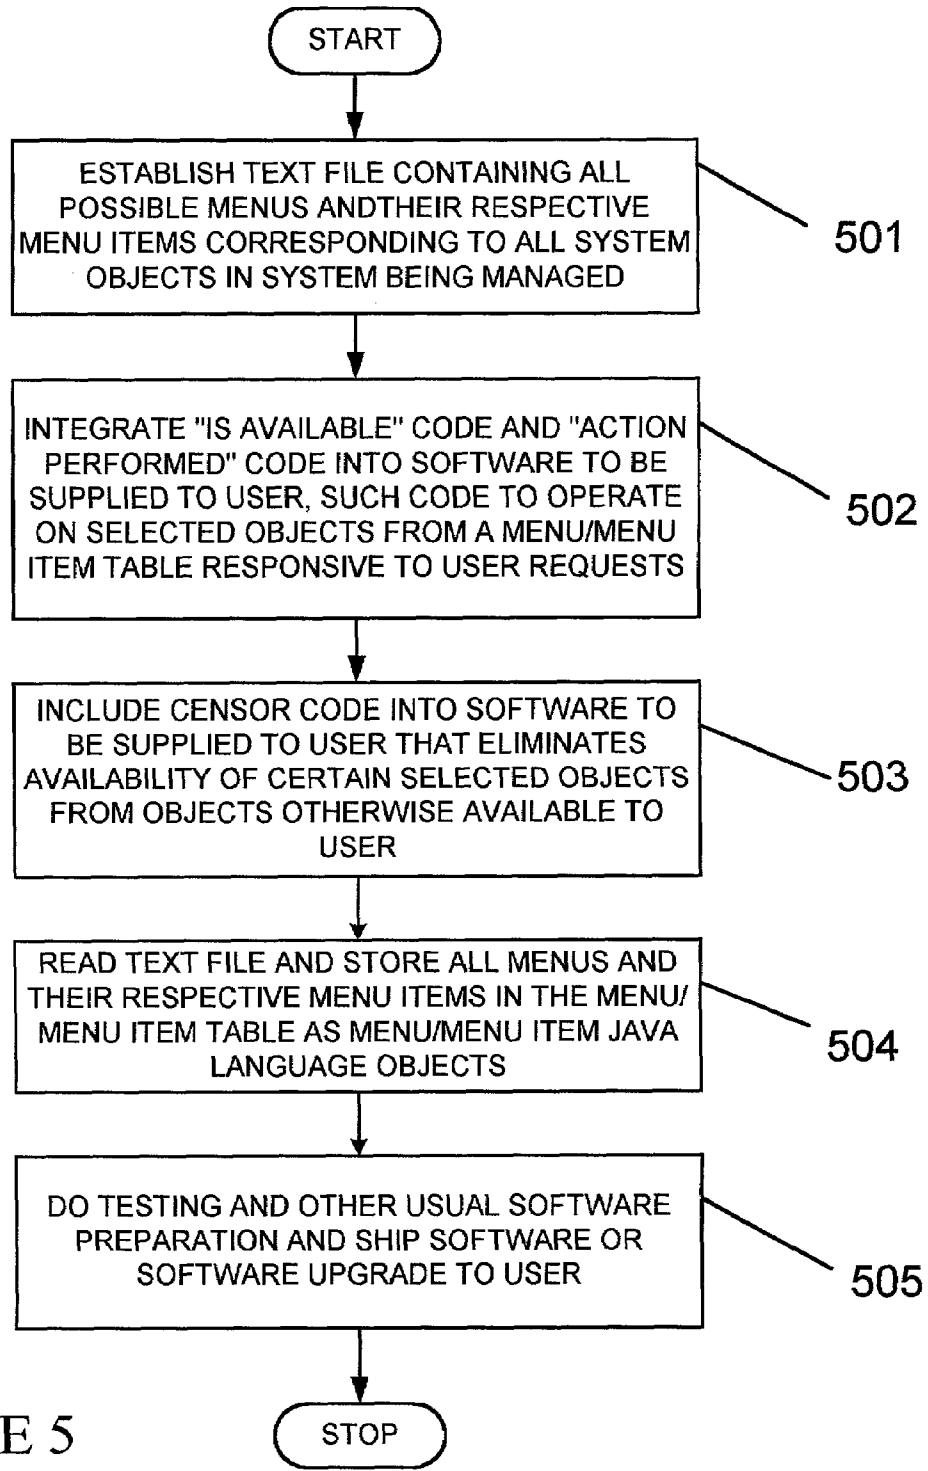 START
ESTABLISH TEXT FILE CONTAINING ALL
POSSIBLE MENUS ANDTHEIR RESPECTIVE
MENU ITEMS CORRESPONDING TO ALL SYSTEM
OBJECTS IN SYSTEM BEING MANAGED
501
INTEGRATE "IS AVAILABLE" CODE AND "ACTION
PERFORMED" CODE INTO SOFTWARE TO BE
SUPPLIED TO USER, SUCH CODE TO OPERATE
ON SELECTED OBJECTS FROM A MENU/MENU
ITEM TABLE RESPONSIVE TO USER REQUESTS
502
INCLUDE CENSOR CODE INTO SOFTWARE TO
BE SUPPLIED TO USER THAT ELIMINATES
AVAILABILITY OF CERTAIN SELECTED OBJECTS
FROM OBJECTS OTHERWISE AVAILABLE TO
USER
503
READ TEXT FILE AND STORE ALL MENUS AND
THEIR RESPECTIVE MENU ITEMS IN THE MENU/
MENU ITEM TABLE AS MENU/MENU ITEM JAVA
LANGUAGE OBJECTS
504
DO TESTING AND OTHER USUAL SOFTWARE
PREPARATION AND SHIP SOFTWARE OR
SOFTWARE UPGRADE TO USER
505
STOP
E 5